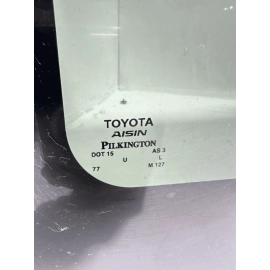 TOYOTA
AISIN
PILKINGTON
DOT 15 AS 3
U L
77 M 127